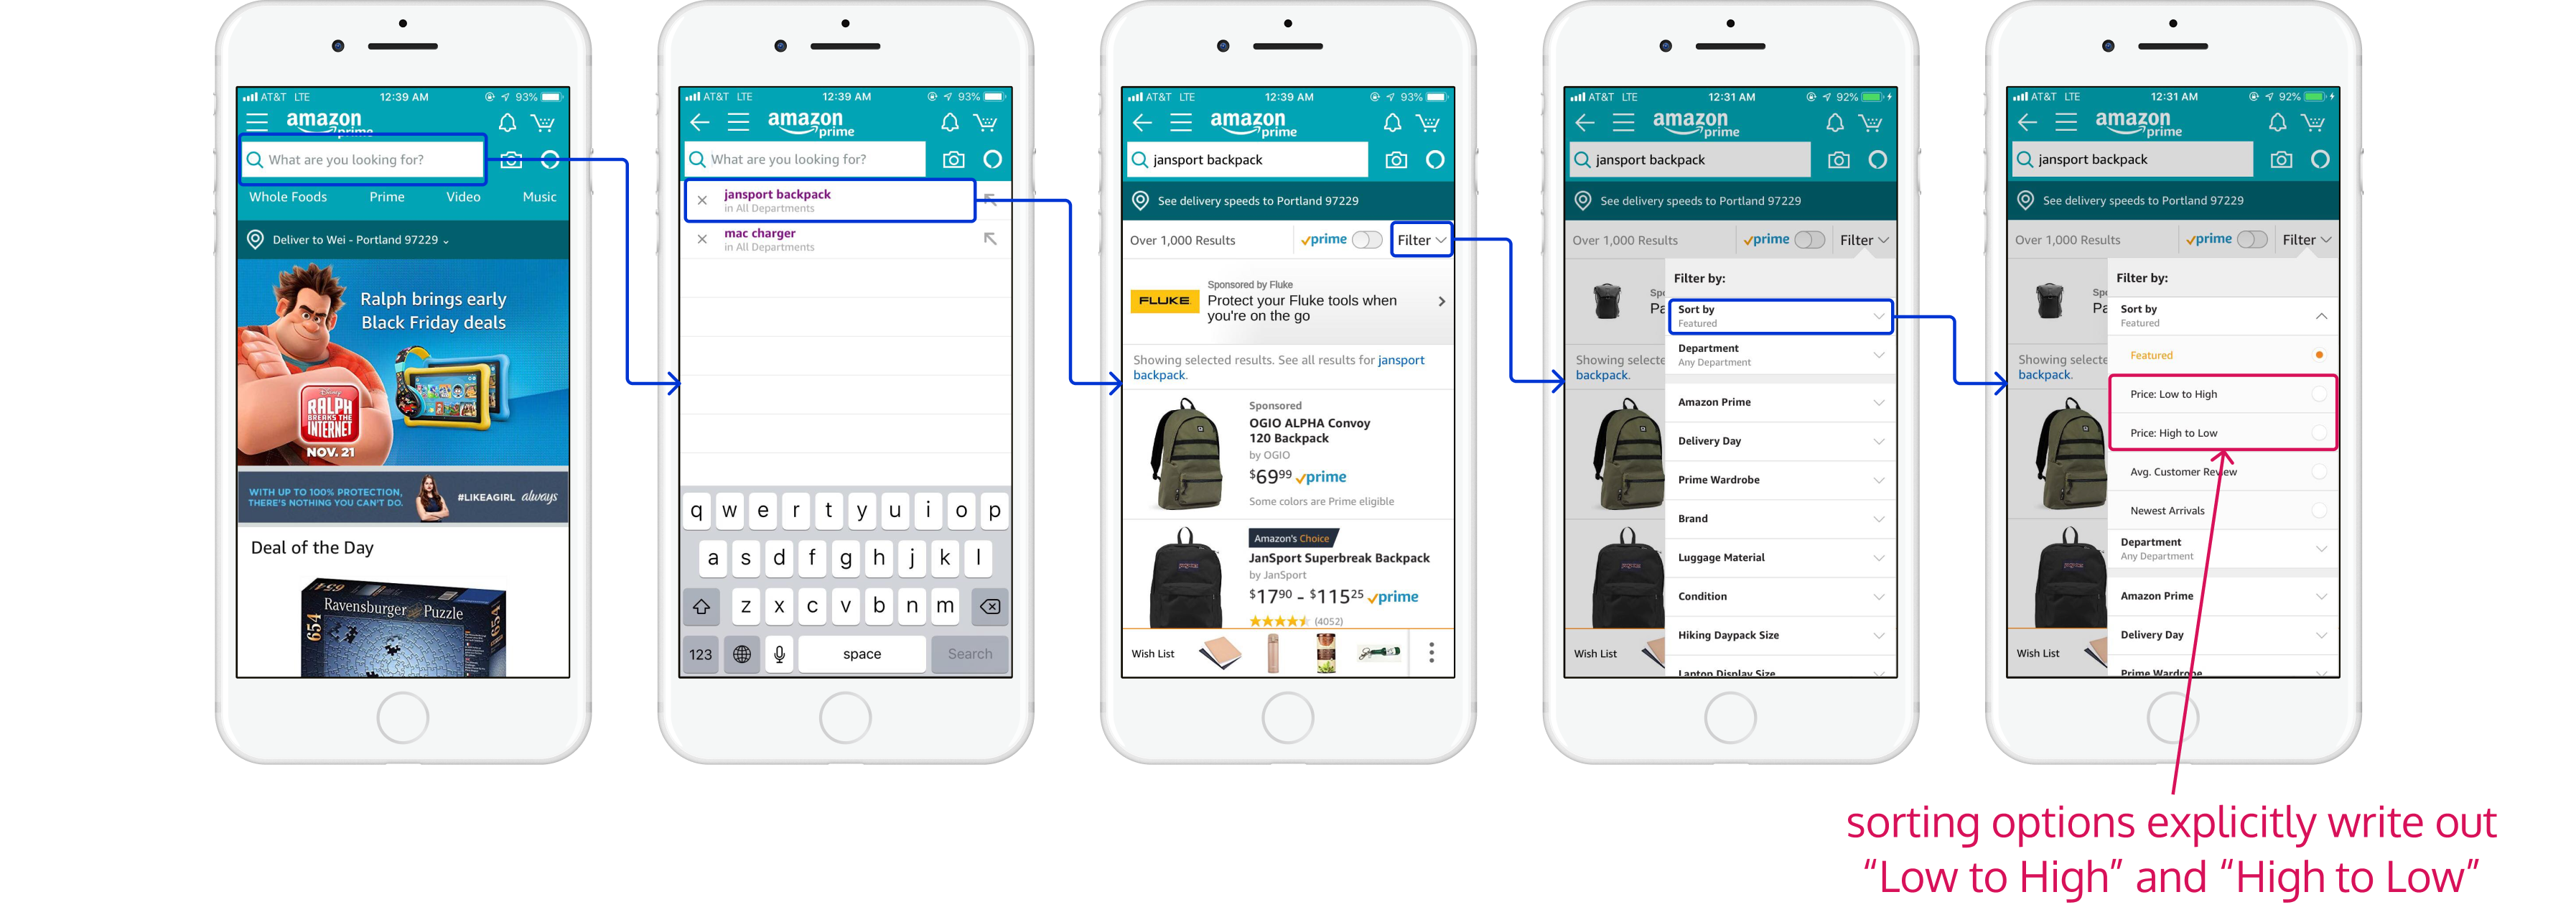 AT&T LTE 12:39 AM 93%
amazon
prime
What are you looking for?
Whole Foods Prime Video Music
Deliver to Wei - Portland 97229
Ralph brings early
Black Friday deals
Disney
RALPH
BREAKS THE
INTERNET
NOV. 21
WITH UP TO 100% PROTECTION,
THERE'S NOTHING YOU CAN'T DO.
#LIKEAGIRL always
Deal of the Day
654
Ravensburger Puzzle
654
AT&T LTE 12:39 AM 93%
amazon
prime
What are you looking for?
jansport backpack
in All Departments
mac charger
in All Departments
q w e r t y u i o p
a s d f g h j k l
z x c v b n m
123 space Search
AT&T LTE 12:39 AM 93%
amazon
prime
jansport backpack
See delivery speeds to Portland 97229
Over 1,000 Results prime Filter
FLUKE
Sponsored by Fluke
Protect your Fluke tools when
you're on the go
Showing selected results. See all results for jansport
backpack.
Sponsored
OGIO ALPHA Convoy
120 Backpack
by OGIO
$6999 prime
Some colors are Prime eligible
Amazon's Choice
JanSport Superbreak Backpack
by JanSport
$1790 - $11525 prime
(4052)
Wish List
AT&T LTE 12:31 AM 92%
amazon
prime
jansport backpack
See delivery speeds to Portland 97229
Over 1,000 Results prime Filter
Spo
Pa
Showing selecte
backpack.
Wish List
Filter by:
Sort by
Featured
Department
Any Department
Amazon Prime
Delivery Day
Prime Wardrobe
Brand
Luggage Material
Condition
Hiking Daypack Size
Laptop Display Size
AT&T LTE 12:31 AM 92%
amazon
prime
jansport backpack
See delivery speeds to Portland 97229
Over 1,000 Results prime Filter
Spo
Pa
Showing selecte
backpack.
Wish List
Filter by:
Sort by
Featured
Featured
Price: Low to High
Price: High to Low
Avg. Customer Review
Newest Arrivals
Department
Any Department
Amazon Prime
Delivery Day
Prime Wardrobe
sorting options explicitly write out
“Low to High” and “High to Low”